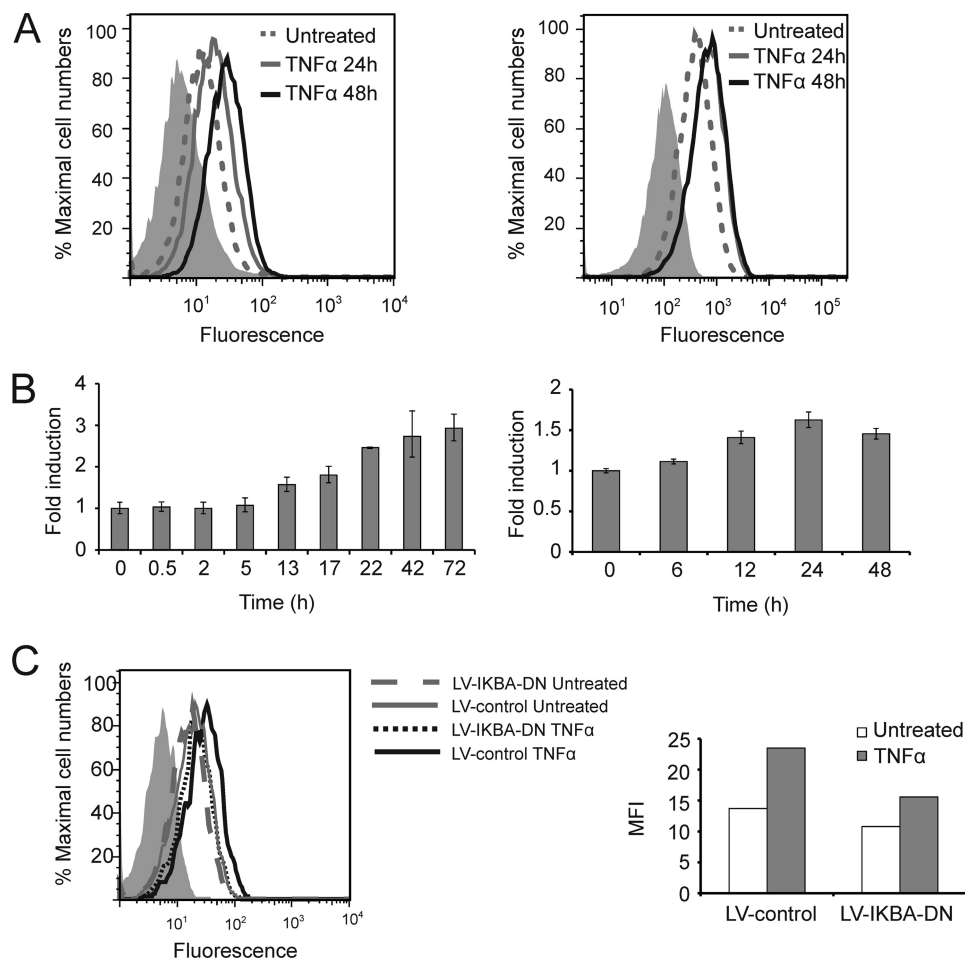 A
% Maximal cell numbers
100
80
60
40
20
Untreated
TNFα 24h
TNFα 48h
10¹ 10² 10³ 10⁴
Fluorescence
% Maximal cell numbers
100
80
60
40
20
Untreated
TNFα 24h
TNFα 48h
10¹ 10² 10³ 10⁴ 10⁵
Fluorescence
B
Fold induction
4
3
2
1
0
0 0.5 2 5 13 17 22 42 72
Time (h)
Fold induction
2
1.5
1
0.5
0
0 6 12 24 48
Time (h)
C
% Maximal cell numbers
100
80
60
40
20
10¹ 10² 10³ 10⁴
Fluorescence
LV-IKBA-DN Untreated
LV-control Untreated
LV-IKBA-DN TNFα
LV-control TNFα
MFI
25
20
15
10
5
0
Untreated
TNFα
LV-control LV-IKBA-DN